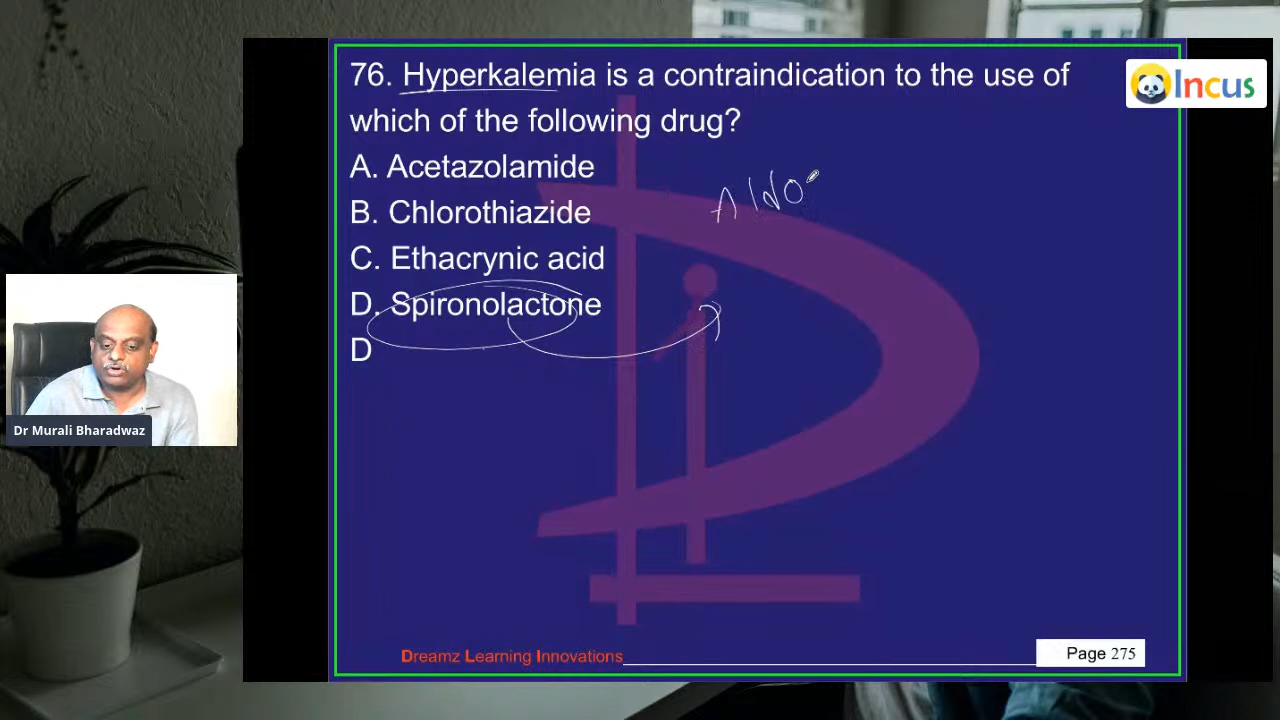 76. Hyperkalemia is a contraindication to the use of
which of the following drug?
A. Acetazolamide
B. Chlorothiazide
C. Ethacrynic acid
D. Spironolactone
D
Aldo
Incus
Dr Murali Bharadwaz
Dreamz Learning Innovations
Page 275